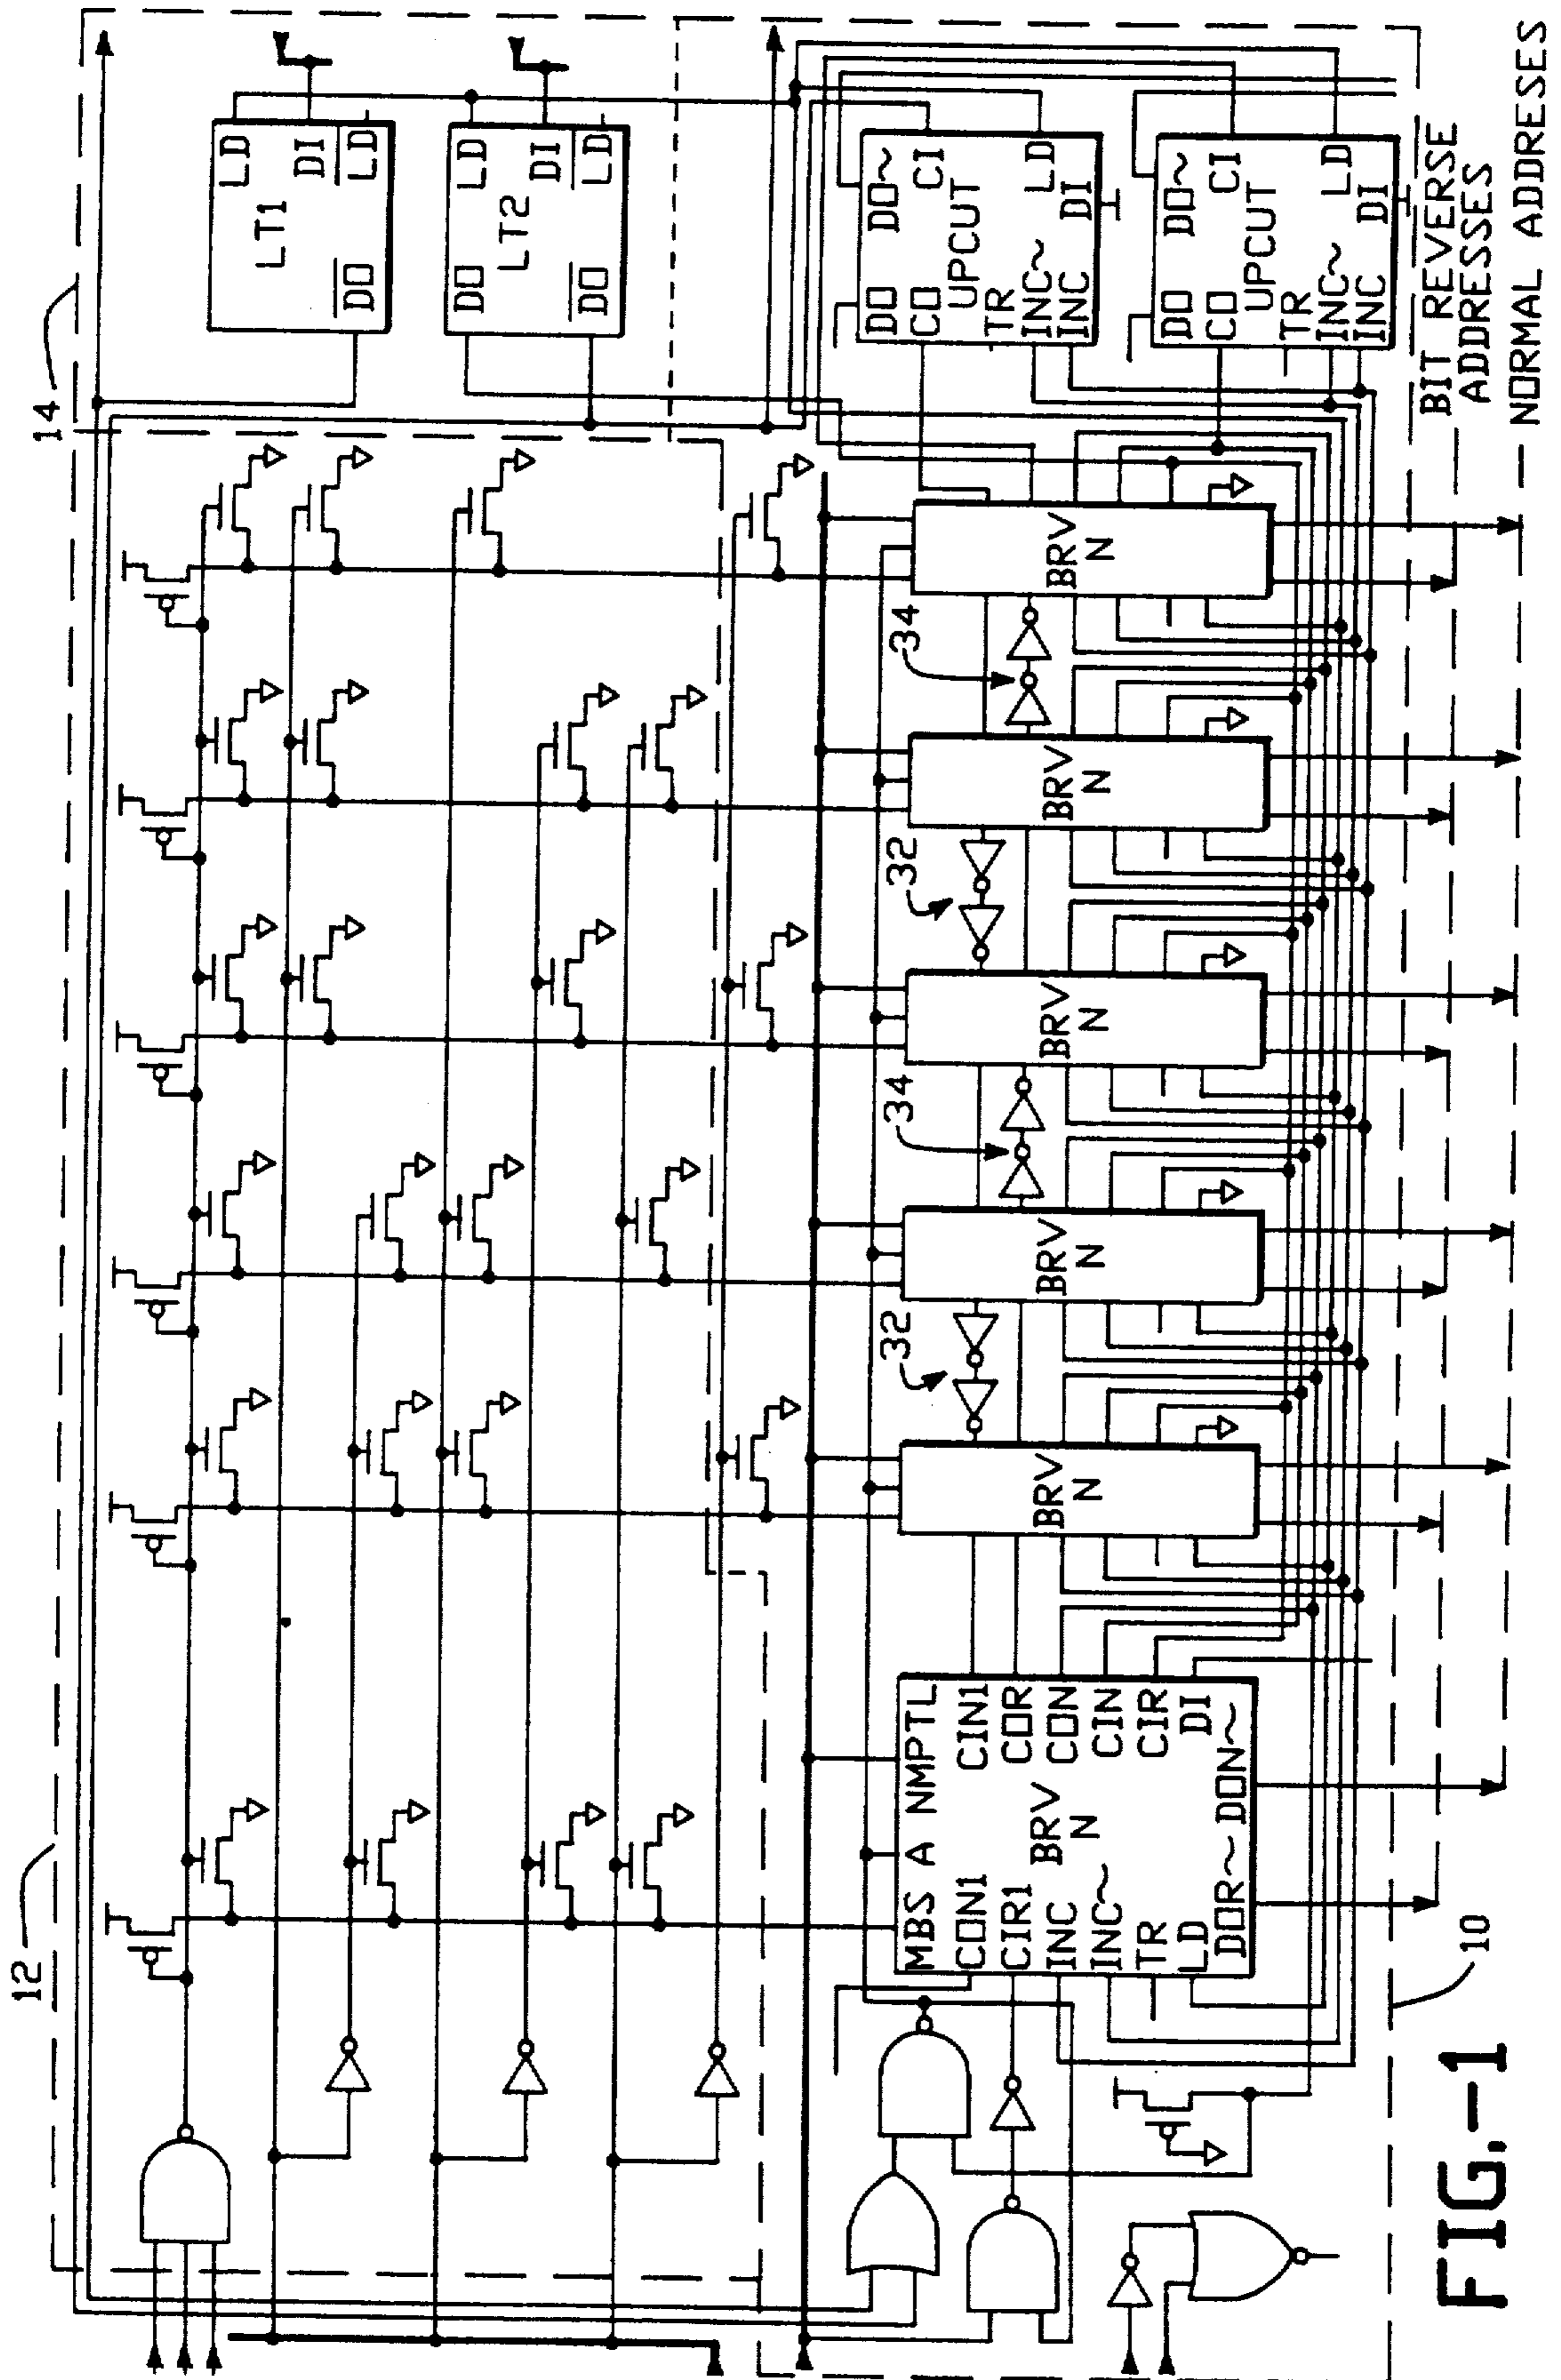 12
14
LD
LT1
DI
LD
DO
LD
DO
LT2
DI
LD
DO
DO
DO~
CO
CI
UPCUT
TR
INC~
LD
INC
DI
DO
DO~
CO
CI
UPCUT
TR
INC~
LD
INC
DI
32
34
32
34
MBS A NMPTL
CON1
CIN1
CIR1
COR
INC
BRV
N
CON
INC~
CIN
TR
CIR
LD
DI
DOR~ DON~
BRV
N
BRV
N
BRV
N
BRV
N
BRV
N
BIT REVERSE
ADDRESSES
NORMAL ADDRESSES
10
FIG.-1